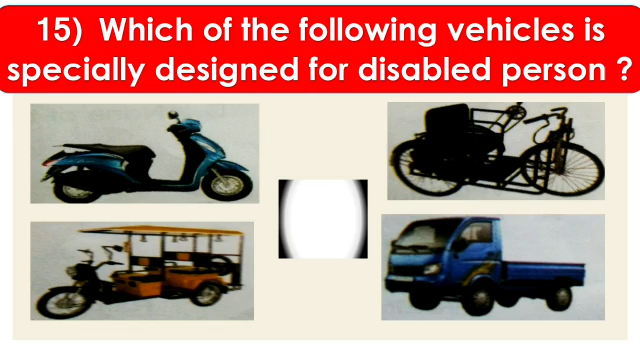 15) Which of the following vehicles is
specially designed for disabled person ?